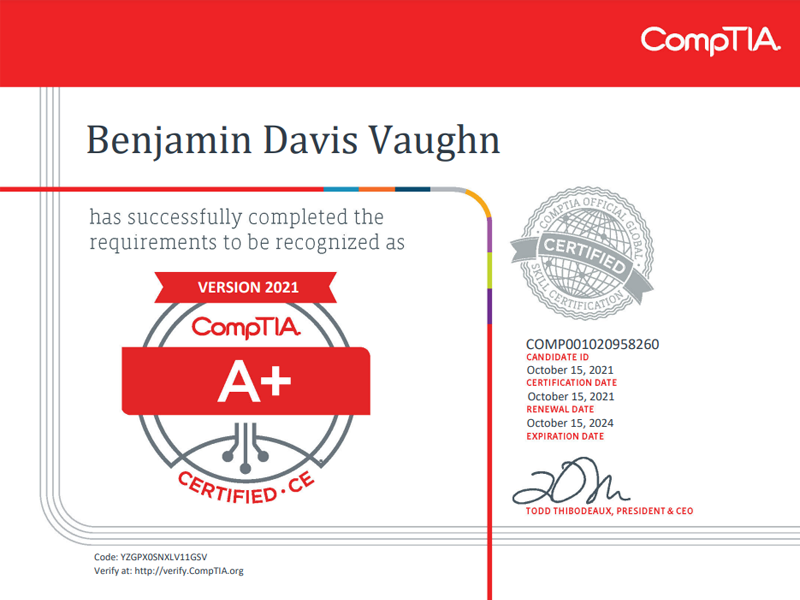 CompTIA.
Benjamin Davis Vaughn
has successfully completed the
requirements to be recognized as
VERSION 2021
CompTIA.
A+
CERTIFIED • CE
COMPTIA OFFICIAL GLOBAL
CERTIFIED
SKILL CERTIFICATION
COMP001020958260
CANDIDATE ID
October 15, 2021
CERTIFICATION DATE
October 15, 2021
RENEWAL DATE
October 15, 2024
EXPIRATION DATE
TODD THIBODEAUX, PRESIDENT & CEO
Code: YZGPX0SNXLV11GSV
Verify at: http://verify.CompTIA.org